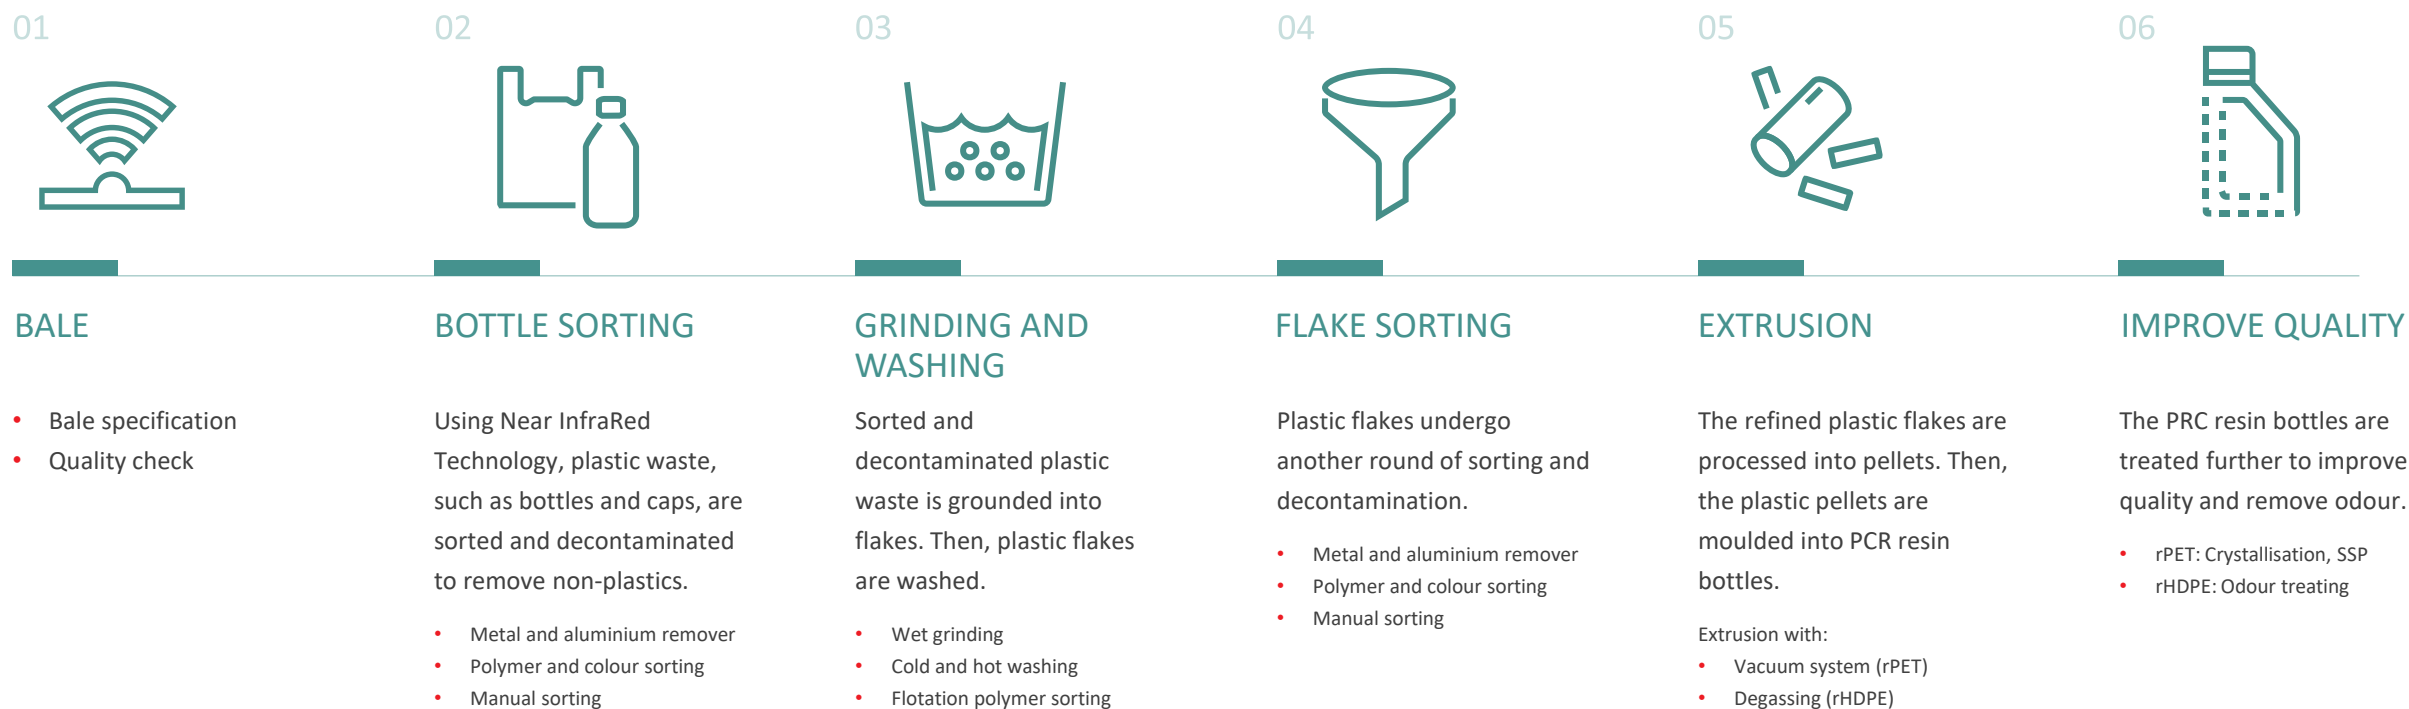 01
BALE
• Bale specification
• Quality check
02
BOTTLE SORTING
Using Near InfraRed
Technology, plastic waste,
such as bottles and caps, are
sorted and decontaminated
to remove non-plastics.
• Metal and aluminium remover
• Polymer and colour sorting
• Manual sorting
03
GRINDING AND
WASHING
Sorted and
decontaminated plastic
waste is grounded into
flakes. Then, plastic flakes
are washed.
• Wet grinding
• Cold and hot washing
• Flotation polymer sorting
04
FLAKE SORTING
Plastic flakes undergo
another round of sorting and
decontamination.
• Metal and aluminium remover
• Polymer and colour sorting
• Manual sorting
05
EXTRUSION
The refined plastic flakes are
processed into pellets. Then,
the plastic pellets are
moulded into PCR resin
bottles.
Extrusion with:
• Vacuum system (rPET)
• Degassing (rHDPE)
06
IMPROVE QUALITY
The PRC resin bottles are
treated further to improve
quality and remove odour.
• rPET: Crystallisation, SSP
• rHDPE: Odour treating